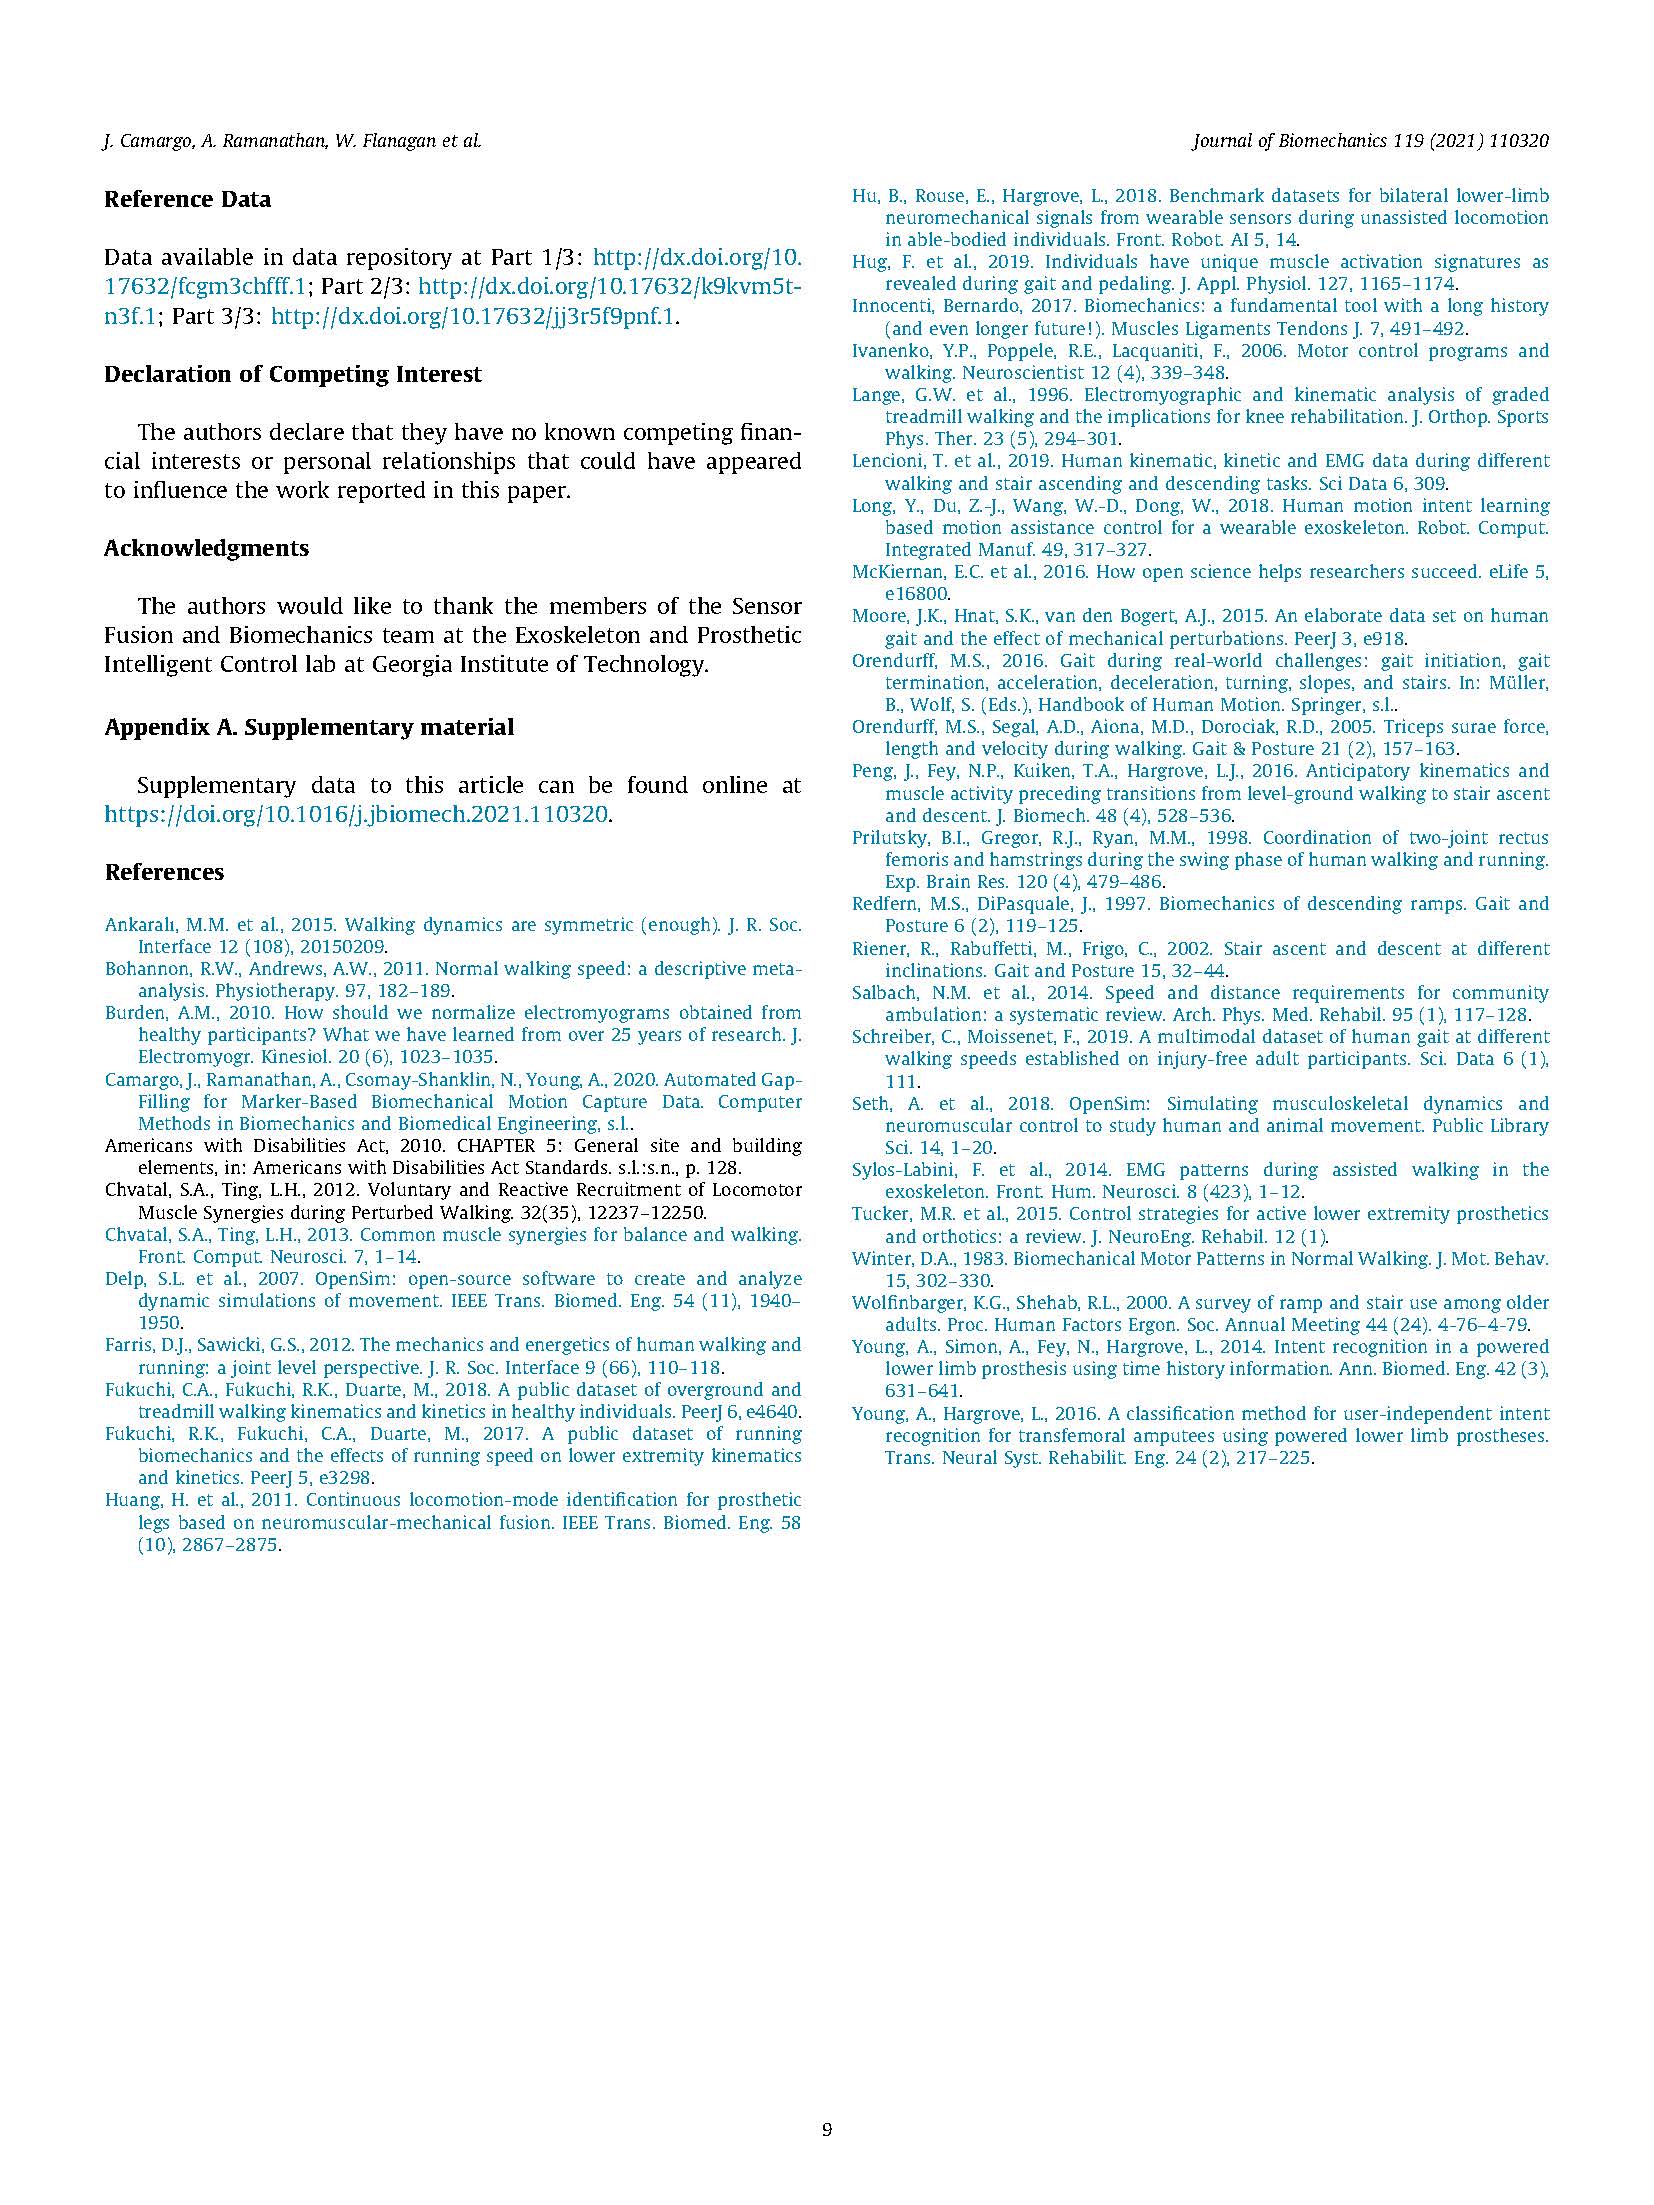 J. Camargo, A. Ramanathan, W. Flanagan et al.
Journal of Biomechanics 119 (2021) 110320
Reference Data
Data available in data repository at Part 1/3: http://dx.doi.org/10.
17632/fcgm3chfff.1; Part 2/3: http://dx.doi.org/10.17632/k9kvm5t-
n3f.1; Part 3/3: http://dx.doi.org/10.17632/jj3r5f9pnf.1.
Declaration of Competing Interest
The authors declare that they have no known competing finan-
cial interests or personal relationships that could have appeared
to influence the work reported in this paper.
Acknowledgments
The authors would like to thank the members of the Sensor
Fusion and Biomechanics team at the Exoskeleton and Prosthetic
Intelligent Control lab at Georgia Institute of Technology.
Appendix A. Supplementary material
Supplementary data to this article can be found online at
https://doi.org/10.1016/j.jbiomech.2021.110320.
References
Ankaralı, M.M. et al., 2015. Walking dynamics are symmetric (enough). J. R. Soc.
Interface 12 (108), 20150209.
Bohannon, R.W., Andrews, A.W., 2011. Normal walking speed: a descriptive meta-
analysis. Physiotherapy. 97, 182–189.
Burden, A.M., 2010. How should we normalize electromyograms obtained from
healthy participants? What we have learned from over 25 years of research. J.
Electromyogr. Kinesiol. 20 (6), 1023–1035.
Camargo, J., Ramanathan, A., Csomay-Shanklin, N., Young, A., 2020. Automated Gap-
Filling for Marker-Based Biomechanical Motion Capture Data. Computer
Methods in Biomechanics and Biomedical Engineering, s.l..
Americans with Disabilities Act, 2010. CHAPTER 5: General site and building
elements, in: Americans with Disabilities Act Standards. s.l.:s.n., p. 128.
Chvatal, S.A., Ting, L.H., 2012. Voluntary and Reactive Recruitment of Locomotor
Muscle Synergies during Perturbed Walking. 32(35), 12237–12250.
Chvatal, S.A., Ting, L.H., 2013. Common muscle synergies for balance and walking.
Front. Comput. Neurosci. 7, 1–14.
Delp, S.L. et al., 2007. OpenSim: open-source software to create and analyze
dynamic simulations of movement. IEEE Trans. Biomed. Eng. 54 (11), 1940–
1950.
Farris, D.J., Sawicki, G.S., 2012. The mechanics and energetics of human walking and
running: a joint level perspective. J. R. Soc. Interface 9 (66), 110–118.
Fukuchi, C.A., Fukuchi, R.K., Duarte, M., 2018. A public dataset of overground and
treadmill walking kinematics and kinetics in healthy individuals. PeerJ 6, e4640.
Fukuchi, R.K., Fukuchi, C.A., Duarte, M., 2017. A public dataset of running
biomechanics and the effects of running speed on lower extremity kinematics
and kinetics. PeerJ 5, e3298.
Huang, H. et al., 2011. Continuous locomotion-mode identification for prosthetic
legs based on neuromuscular-mechanical fusion. IEEE Trans. Biomed. Eng. 58
(10), 2867–2875.
Hu, B., Rouse, E., Hargrove, L., 2018. Benchmark datasets for bilateral lower-limb
neuromechanical signals from wearable sensors during unassisted locomotion
in able-bodied individuals. Front. Robot. AI 5, 14.
Hug, F. et al., 2019. Individuals have unique muscle activation signatures as
revealed during gait and pedaling. J. Appl. Physiol. 127, 1165–1174.
Innocenti, Bernardo, 2017. Biomechanics: a fundamental tool with a long history
(and even longer future!). Muscles Ligaments Tendons J. 7, 491–492.
Ivanenko, Y.P., Poppele, R.E., Lacquaniti, F., 2006. Motor control programs and
walking. Neuroscientist 12 (4), 339–348.
Lange, G.W. et al., 1996. Electromyographic and kinematic analysis of graded
treadmill walking and the implications for knee rehabilitation. J. Orthop. Sports
Phys. Ther. 23 (5), 294–301.
Lencioni, T. et al., 2019. Human kinematic, kinetic and EMG data during different
walking and stair ascending and descending tasks. Sci Data 6, 309.
Long, Y., Du, Z.-J., Wang, W.-D., Dong, W., 2018. Human motion intent learning
based motion assistance control for a wearable exoskeleton. Robot. Comput.
Integrated Manuf. 49, 317–327.
McKiernan, E.C. et al., 2016. How open science helps researchers succeed. eLife 5,
e16800.
Moore, J.K., Hnat, S.K., van den Bogert, A.J., 2015. An elaborate data set on human
gait and the effect of mechanical perturbations. PeerJ 3, e918.
Orendurff, M.S., 2016. Gait during real-world challenges: gait initiation, gait
termination, acceleration, deceleration, turning, slopes, and stairs. In: Müller,
B., Wolf, S. (Eds.), Handbook of Human Motion. Springer, s.l..
Orendurff, M.S., Segal, A.D., Aiona, M.D., Dorociak, R.D., 2005. Triceps surae force,
length and velocity during walking. Gait & Posture 21 (2), 157–163.
Peng, J., Fey, N.P., Kuiken, T.A., Hargrove, L.J., 2016. Anticipatory kinematics and
muscle activity preceding transitions from level-ground walking to stair ascent
and descent. J. Biomech. 48 (4), 528–536.
Prilutsky, B.I., Gregor, R.J., Ryan, M.M., 1998. Coordination of two-joint rectus
femoris and hamstrings during the swing phase of human walking and running.
Exp. Brain Res. 120 (4), 479–486.
Redfern, M.S., DiPasquale, J., 1997. Biomechanics of descending ramps. Gait and
Posture 6 (2), 119–125.
Riener, R., Rabuffetti, M., Frigo, C., 2002. Stair ascent and descent at different
inclinations. Gait and Posture 15, 32–44.
Salbach, N.M. et al., 2014. Speed and distance requirements for community
ambulation: a systematic review. Arch. Phys. Med. Rehabil. 95 (1), 117–128.
Schreiber, C., Moissenet, F., 2019. A multimodal dataset of human gait at different
walking speeds established on injury-free adult participants. Sci. Data 6 (1),
111.
Seth, A. et al., 2018. OpenSim: Simulating musculoskeletal dynamics and
neuromuscular control to study human and animal movement. Public Library
Sci. 14, 1–20.
Sylos-Labini, F. et al., 2014. EMG patterns during assisted walking in the
exoskeleton. Front. Hum. Neurosci. 8 (423), 1–12.
Tucker, M.R. et al., 2015. Control strategies for active lower extremity prosthetics
and orthotics: a review. J. NeuroEng. Rehabil. 12 (1).
Winter, D.A., 1983. Biomechanical Motor Patterns in Normal Walking. J. Mot. Behav.
15, 302–330.
Wolfinbarger, K.G., Shehab, R.L., 2000. A survey of ramp and stair use among older
adults. Proc. Human Factors Ergon. Soc. Annual Meeting 44 (24). 4-76–4-79.
Young, A., Simon, A., Fey, N., Hargrove, L., 2014. Intent recognition in a powered
lower limb prosthesis using time history information. Ann. Biomed. Eng. 42 (3),
631–641.
Young, A., Hargrove, L., 2016. A classification method for user-independent intent
recognition for transfemoral amputees using powered lower limb prostheses.
Trans. Neural Syst. Rehabilit. Eng. 24 (2), 217–225.
9